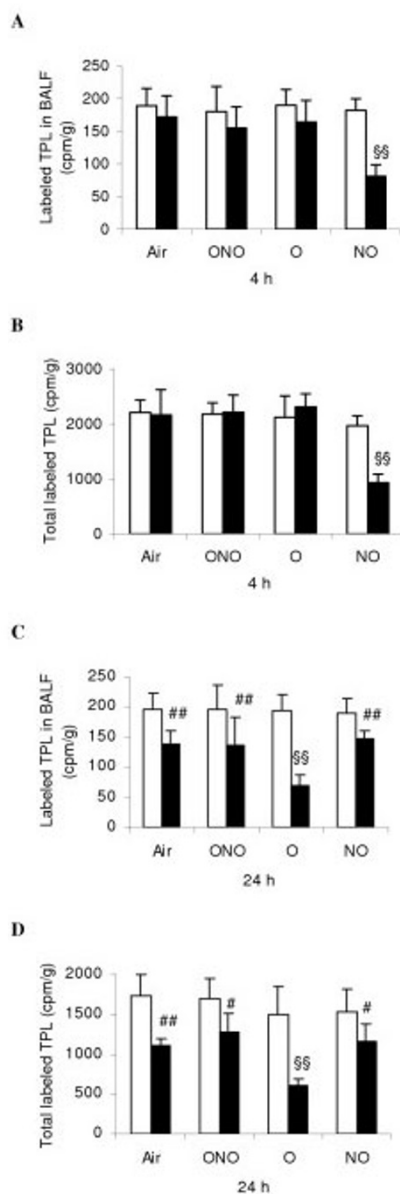 A
Labeled TPL in BALF
(cpm/g)
250
200
150
100
50
0
§§
Air ONO O NO
4 h
B
Total labeled TPL (cpm/g)
3000
2000
1000
0
§§
Air ONO O NO
4 h
C
Labeled TPL in BALF
(cpm/g)
250
200
150
100
50
0
## ## §§ ##
Air ONO O NO
24 h
D
Total labeled TPL (cpm/g)
2000
1500
1000
500
0
## # §§ #
Air ONO O NO
24 h